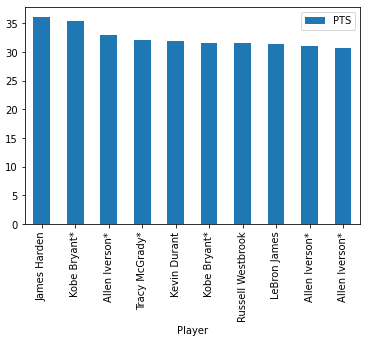 PTS
35
30
25
20
15
10
5
0
James Harden
Kobe Bryant*
Allen Iverson*
Tracy McGrady*
Kevin Durant
Kobe Bryant*
Russell Westbrook
LeBron James
Allen Iverson*
Allen Iverson*
Player